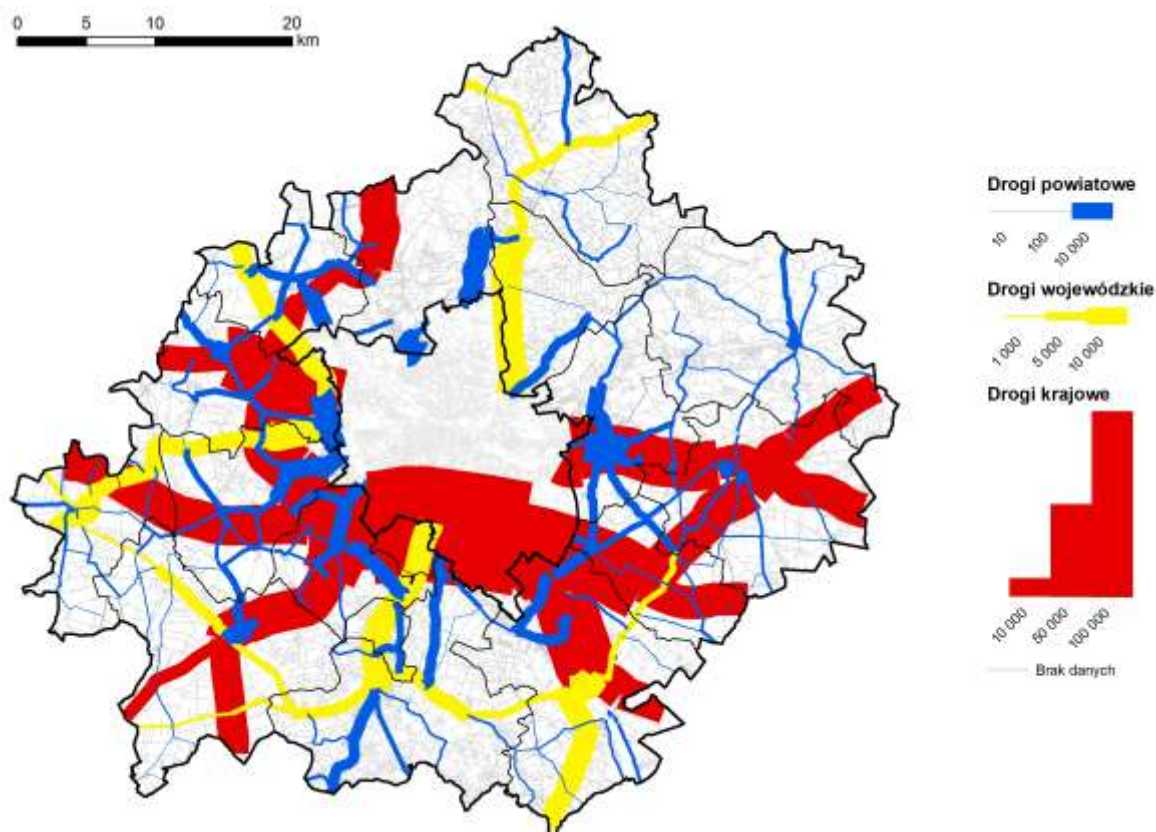 0 5 10 20
km
Drogi powiatowe
10 100 10 000
Drogi wojewódzkie
1 000 5 000 10 000
Drogi krajowe
10 000 50 000 100 000
Brak danych